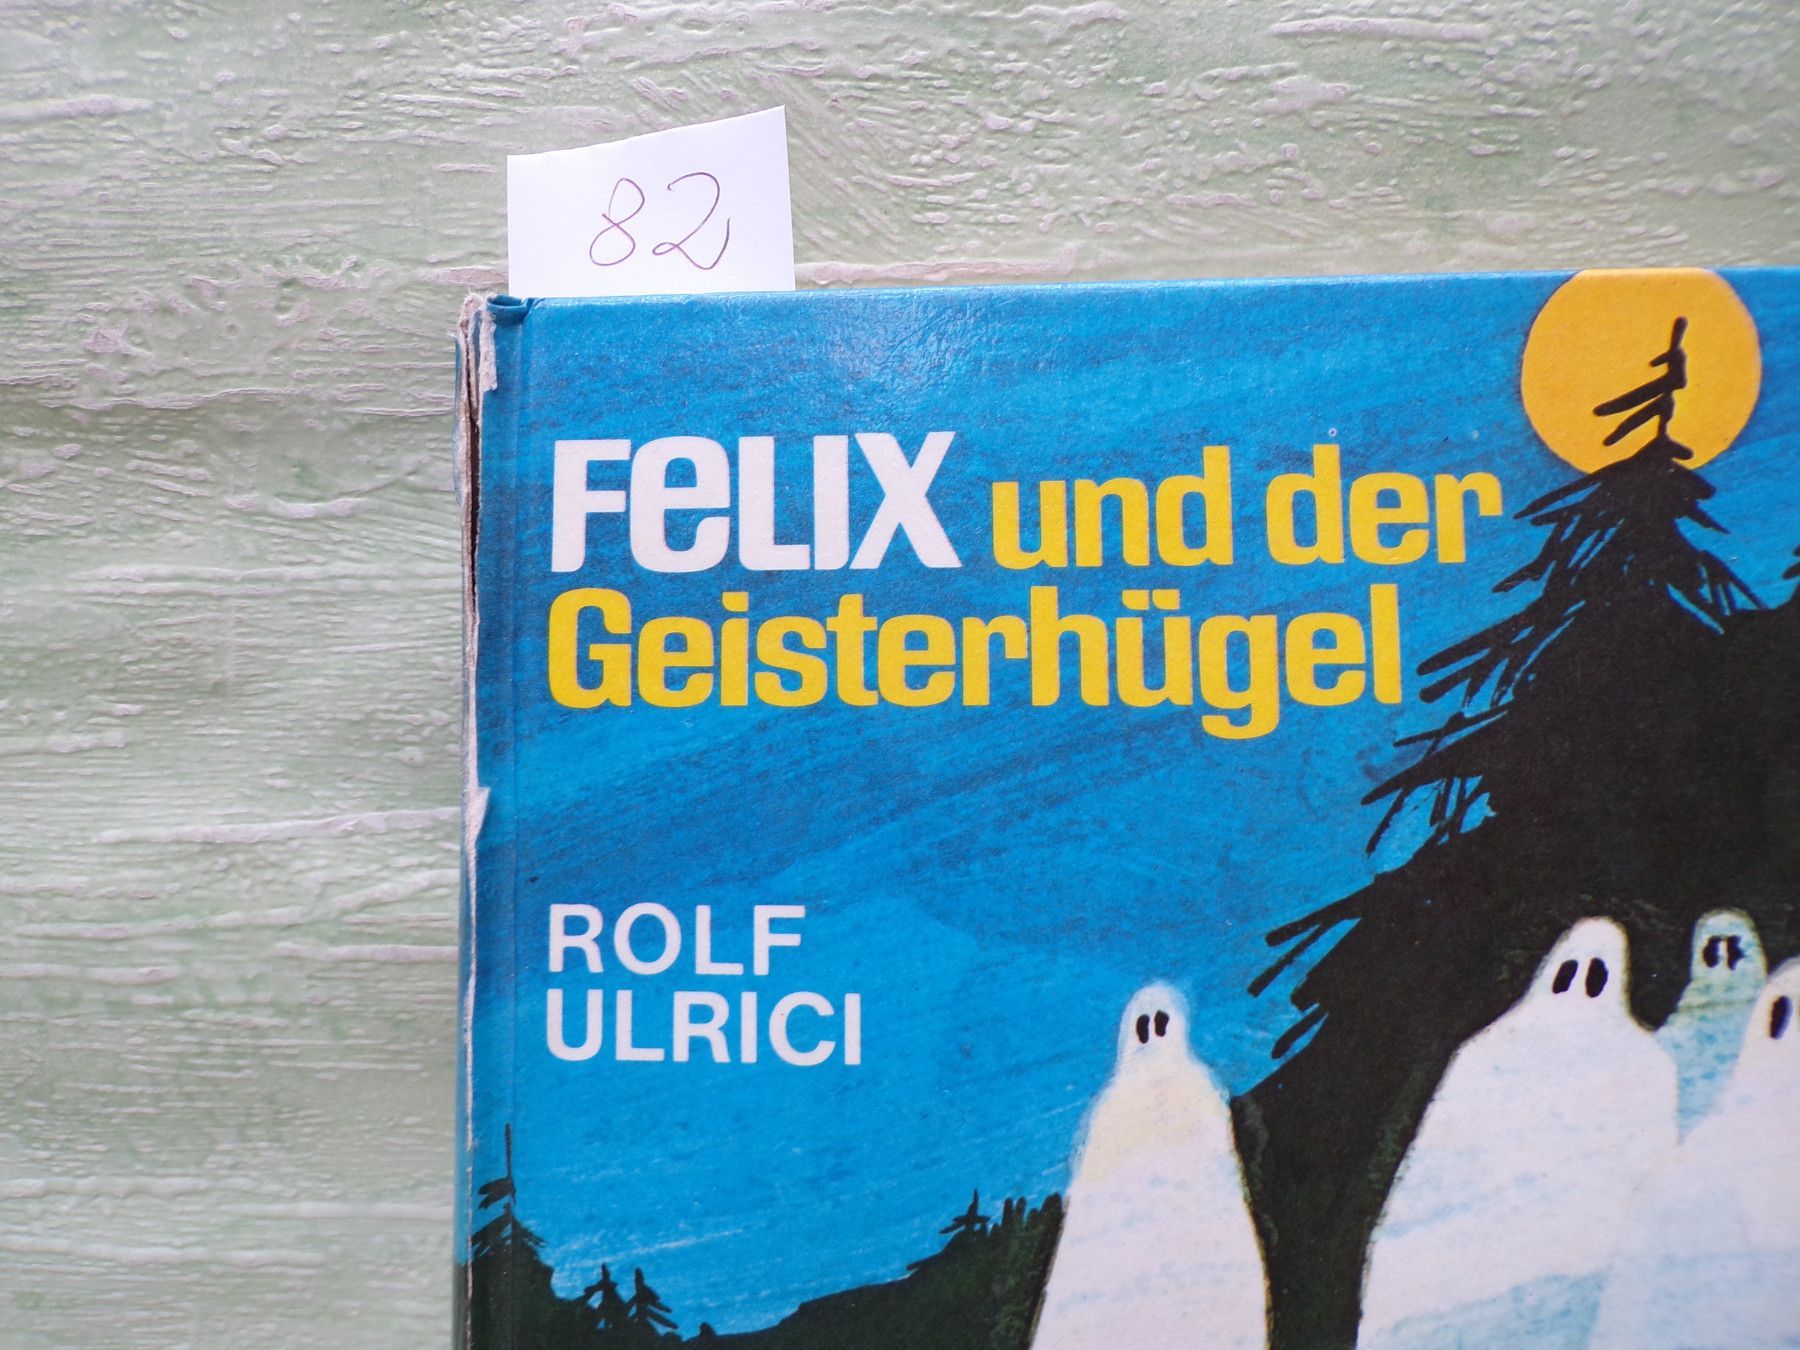 82
FELIX und der
Geisterhügel
ROLF
ULRICI